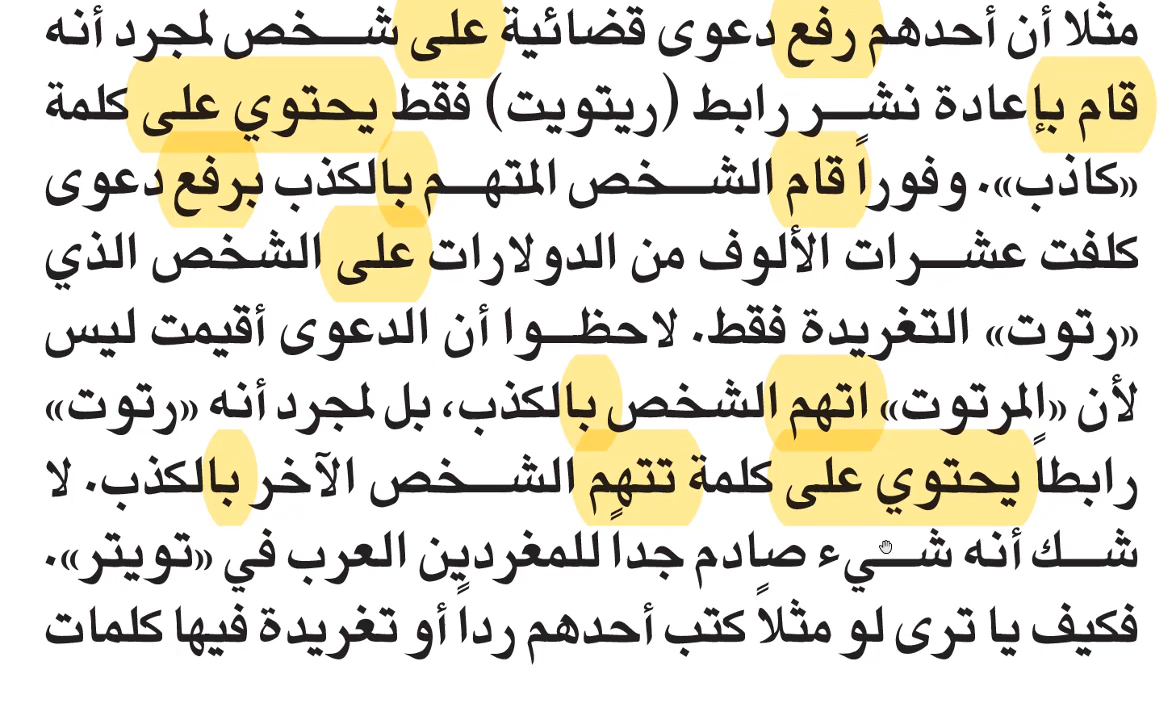 مثلا أن أحدهم رفع دعوى قضائية على شخص لمجرد أنه
قام بإعادة نشر رابط (ريتويت) فقط يحتوي على كلمة
«كاذب». وفوراً قام الشخص المتهم بالكذب برفع دعوى
كلفت عشرات الألوف من الدولارات على الشخص الذي
«رتوت» التغريدة فقط. لاحظوا أن الدعوى أقيمت ليس
لأن «المرتوت» اتهم الشخص بالكذب، بل لمجرد أنه «رتوت»
رابطاً يحتوي على كلمة تتهم الشخص الآخر بالكذب. لا
شك أنه شيء صادم جداً للمغردين العرب في «تويتر».
فكيف يا ترى لو مثلاً كتب أحدهم رداً أو تغريدة فيها كلمات